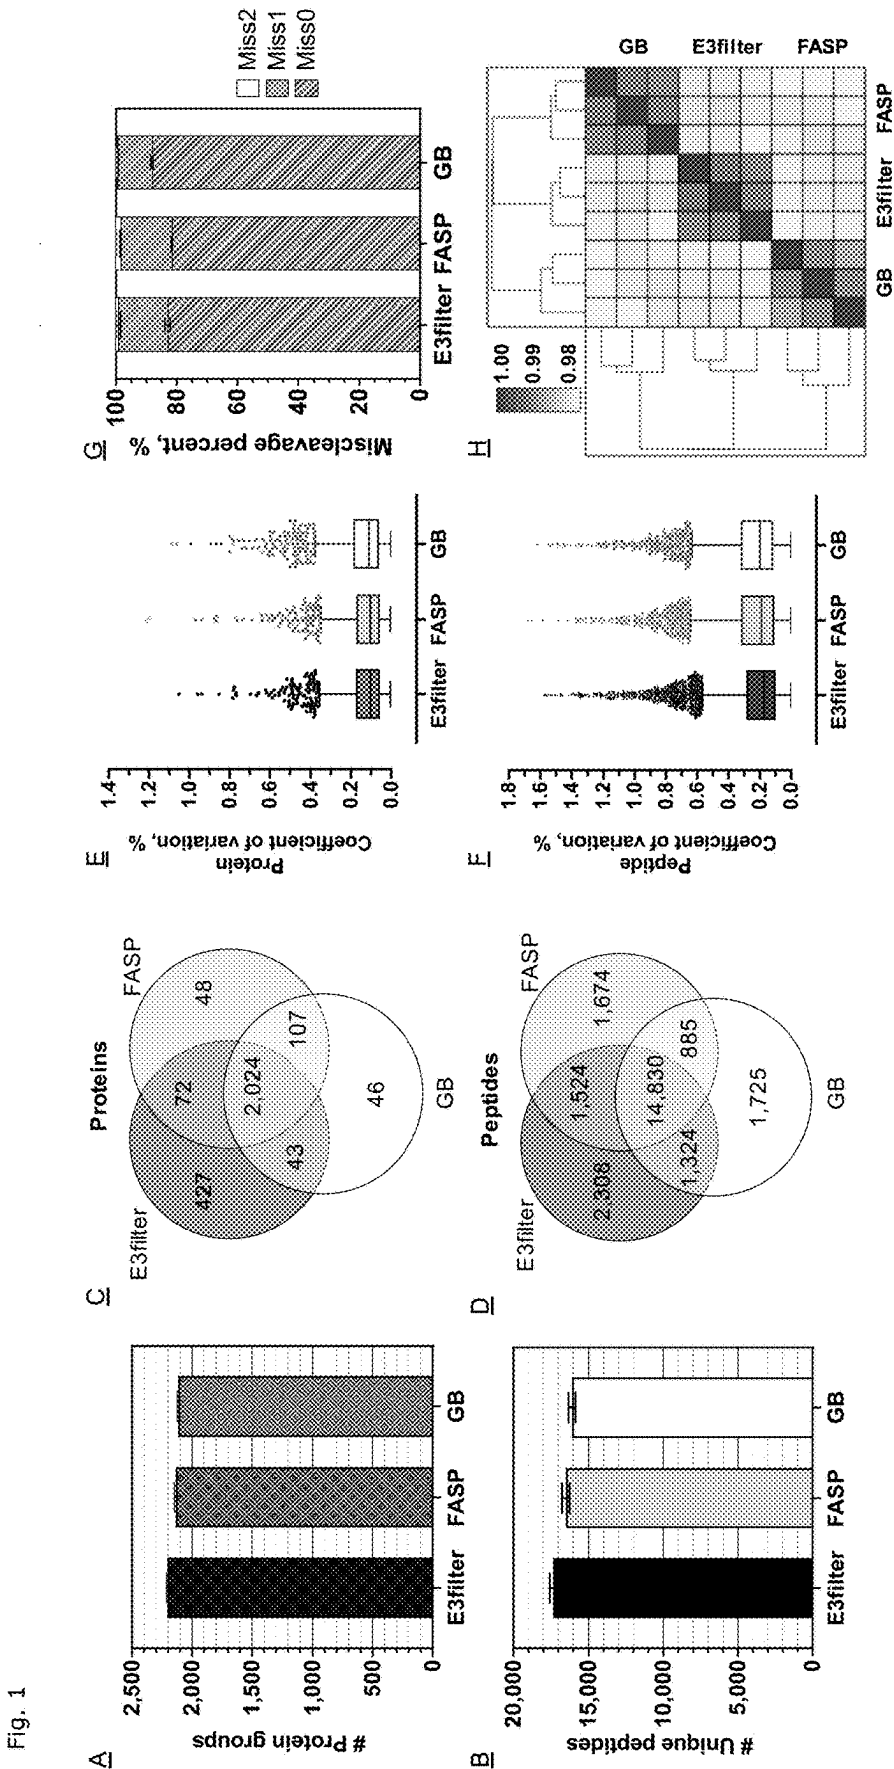 Fig. 1
A
# Protein groups
2,500
2,000
1,500
1,000
500
0
E3filter
FASP
GB
B
# Unique peptides
20,000
15,000
10,000
5,000
0
E3filter
FASP
GB
C
Proteins
E3filter
FASP
427
72
48
2,024
43
107
46
GB
D
Peptides
E3filter
FASP
2,308
1,524
1,674
14,830
1,324
885
1,725
GB
E
Protein
Coefficient of variation, %
1.4
1.2
1.0
0.8
0.6
0.4
0.2
0.0
E3filter
FASP
GB
F
Peptide
Coefficient of variation, %
1.8
1.6
1.4
1.2
1.0
0.8
0.6
0.4
0.2
0.0
E3filter
FASP
GB
G
Miscleavage percent, %
100
80
60
40
20
0
E3filter FASP GB
Miss2
Miss1
Miss0
H
1.00
0.99
0.98
GB
E3filter
FASP
GB
E3filter
FASP